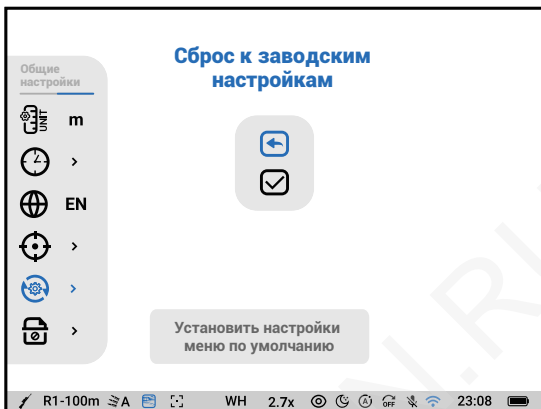 Сброс к заводским
настройкам
Общие
настройки
UNIT
m
EN
Установить настройки
меню по умолчанию
R1-100m A WH 2.7x A OFF 23:08
N.RU